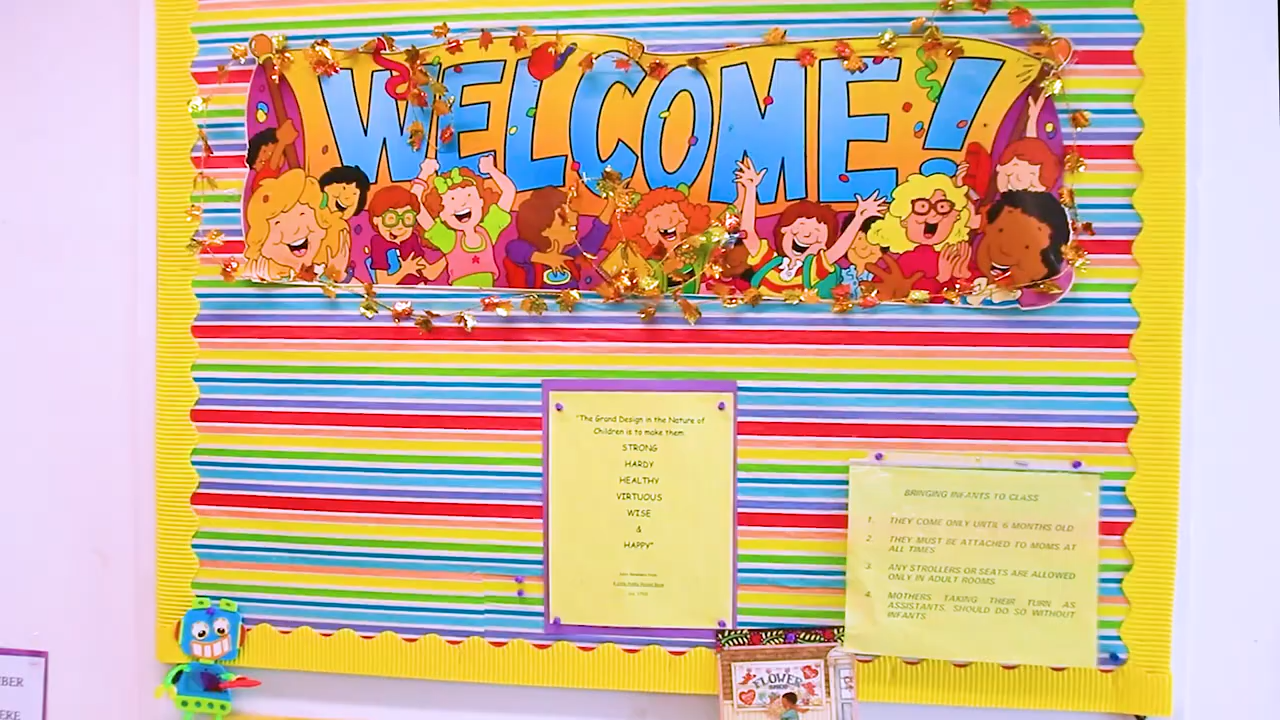 WELCOME!
"The Grand Design in the Nature of
Children is to make them
STRONG
HARDY
HEALTHY
VIRTUOUS
WISE
&
HAPPY"
BRINGING INFANTS TO CLASS
1. THEY COME ONLY UNTIL 6 MONTHS OLD
2. THEY MUST BE ATTACHED TO MOMS AT
ALL TIMES
3. ANY STROLLERS OR SEATS ARE ALLOWED
ONLY IN ADULT ROOMS
4. MOTHERS TAKING THEIR TURN AS
ASSISTANTS, SHOULD DO SO WITHOUT
INFANTS
FLOWER